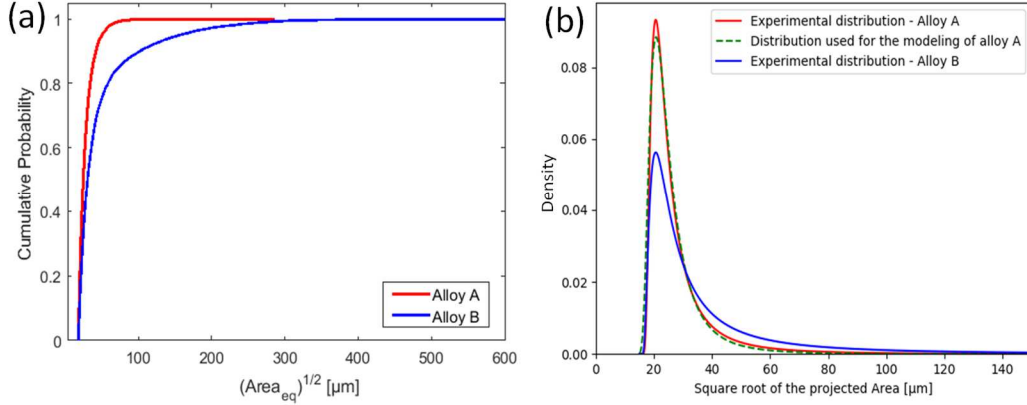 (a)
Cumulative Probability
1
0.8
0.6
0.4
0.2
0
100 200 300 400 500 600
(Area_eq)^1/2 [µm]
Alloy A
Alloy B
(b)
Density
0.08
0.06
0.04
0.02
0.00
0 20 40 60 80 100 120 140
Square root of the projected Area [µm]
Experimental distribution - Alloy A
Distribution used for the modeling of alloy A
Experimental distribution - Alloy B